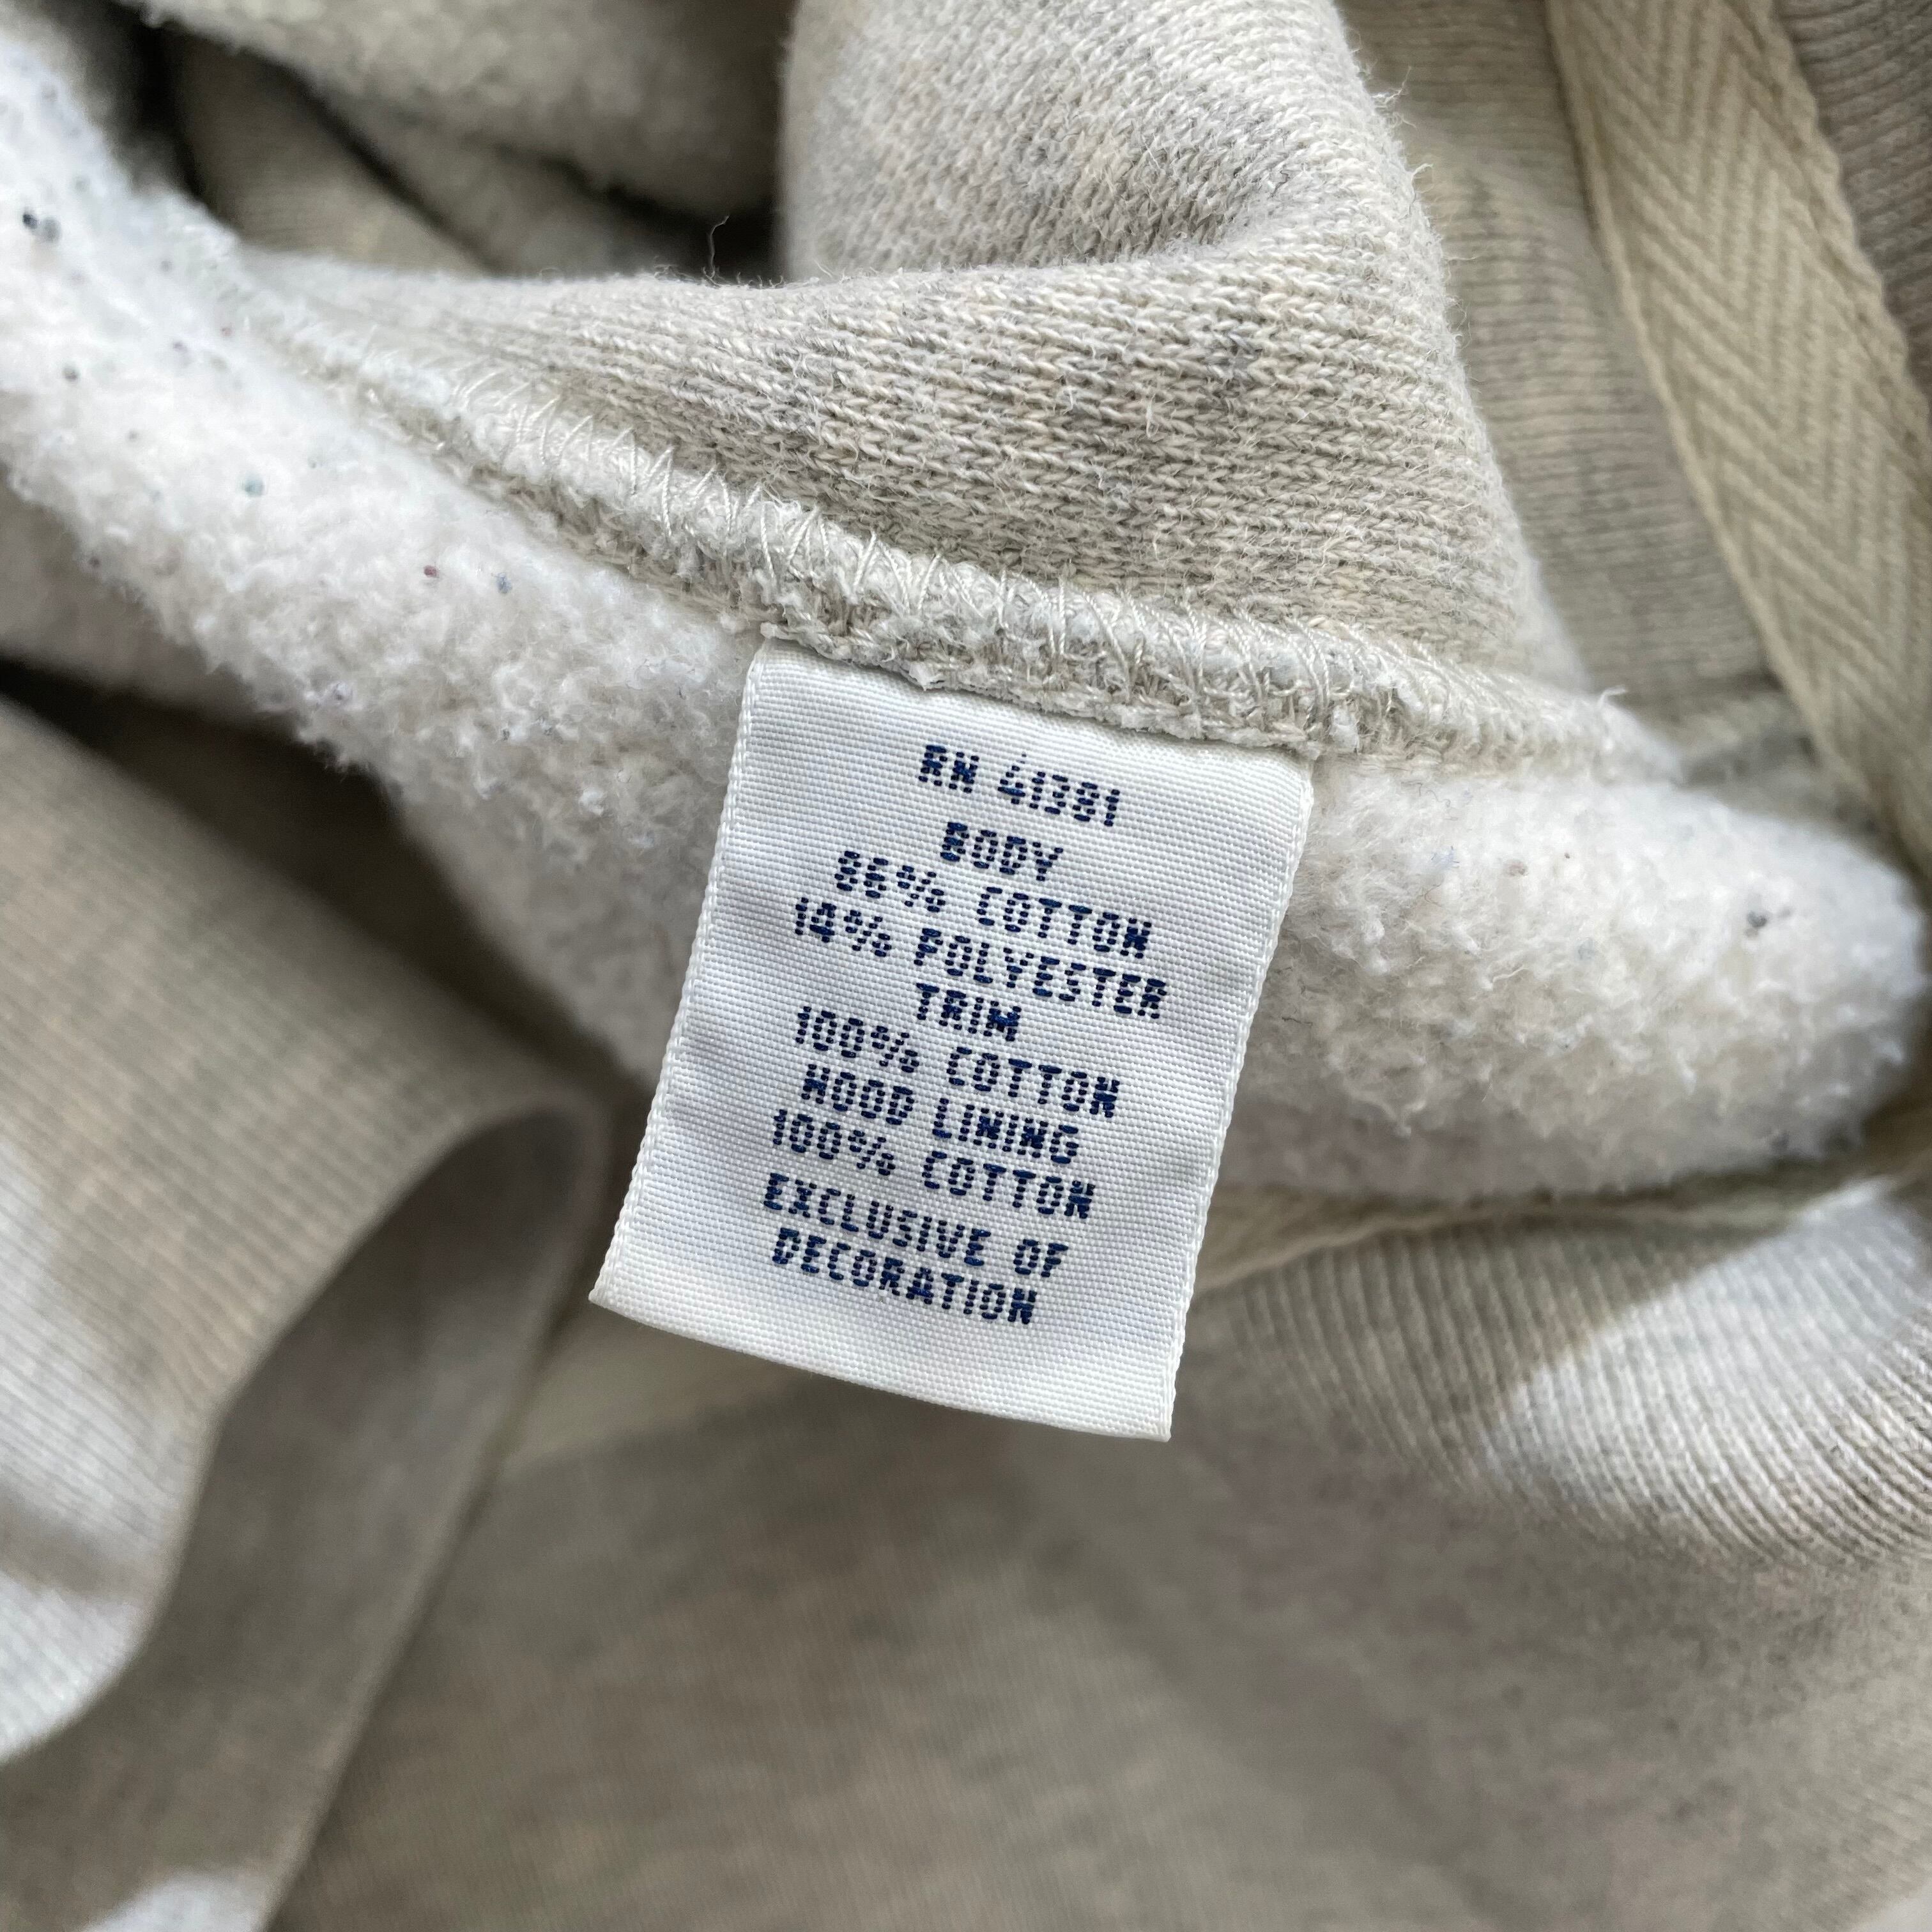 RN 41381
BODY
86% COTTON
14% POLYESTER
TRIM
100% COTTON
HOOD LINING
100% COTTON
EXCLUSIVE OF
DECORATION